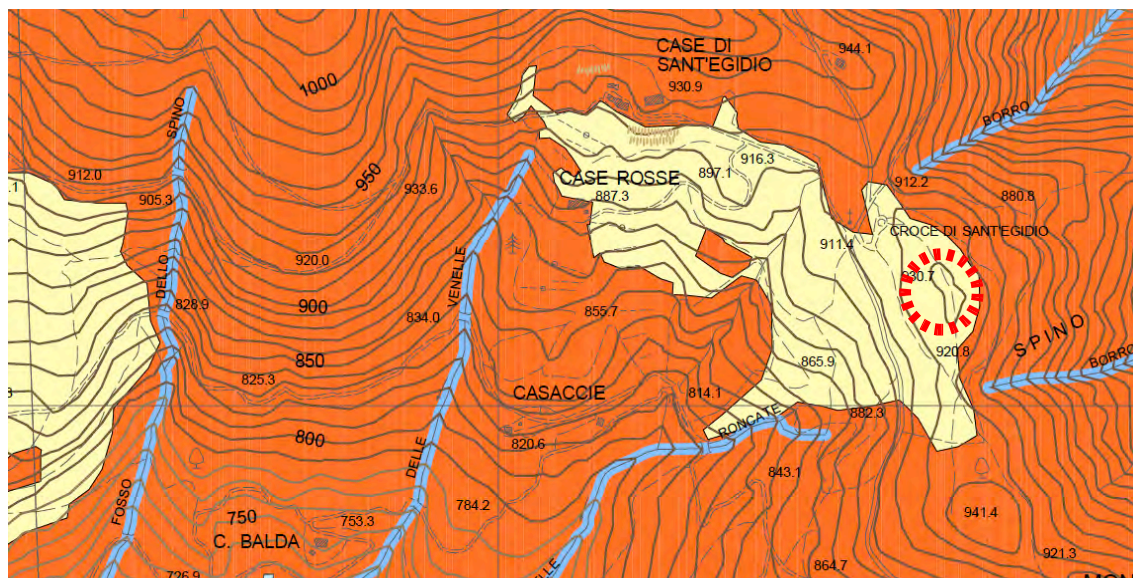 CASE DI
SANT'EGIDIO
944.1
1000
930.9
SPINO
BORRO
916.3
912.0
950
933.6
897.1
912.2
.1
905.3
CASE ROSSE
887.3
880.8
CROCE DI SANT'EGIDIO
911.4
920.0
DELLO
VENELLE
930.7
828.9
900
834.0
855.7
SPINO
850
865.9
920.8
BORRO
825.3
CASACCIE
814.1
RONCATE
882.3
800
820.6
DELLE
843.1
FOSSO
784.2
750
753.3
941.4
C. BALDA
921.3
726.9
ELLE
864.7